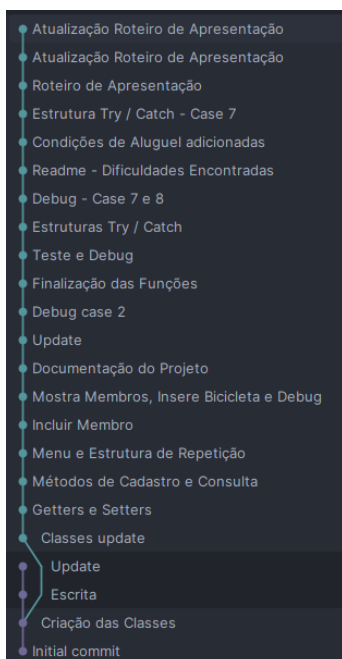 Atualização Roteiro de Apresentação
Atualização Roteiro de Apresentação
Roteiro de Apresentação
Estrutura Try / Catch - Case 7
Condições de Aluguel adicionadas
Readme - Dificuldades Encontradas
Debug - Case 7 e 8
Estruturas Try / Catch
Teste e Debug
Finalização das Funções
Debug case 2
Update
Documentação do Projeto
Mostra Membros, Insere Bicicleta e Debug
Incluir Membro
Menu e Estrutura de Repetição
Métodos de Cadastro e Consulta
Getters e Setters
Classes update
Update
Escrita
Criação das Classes
Initial commit